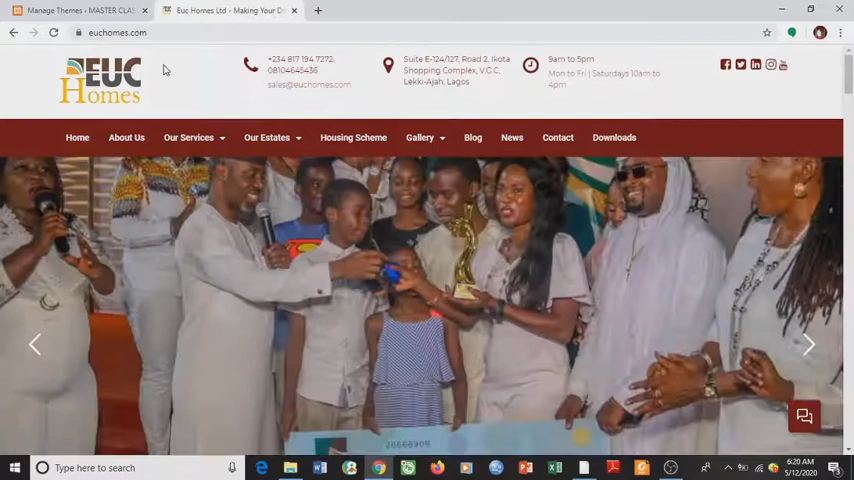 Manage Themes ‹ MASTER CLAS
Euc Homes Ltd - Making Your D
euchomes.com
EUC
Homes
+234 817 194 7272,
08104645436
sales@euchomes.com
Suite E-124/127, Road 2, Ikota
Shopping Complex, V.G.C,
Lekki-Ajah, Lagos
9am to 5pm
Mon to Fri | Saturdays 10am to
4pm
Home About Us Our Services Our Estates Housing Scheme Gallery Blog News Contact Downloads
Type here to search
6:20 AM
5/12/2020
3